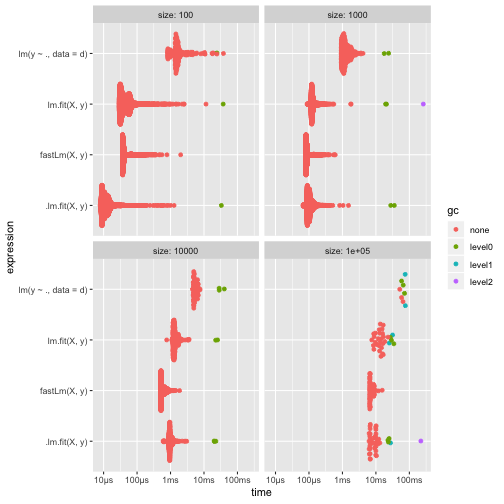 size: 100
size: 1000
lm(y ~ ., data = d)
lm.fit(X, y)
fastLm(X, y)
.lm.fit(X, y)
expression
size: 10000
size: 1e+05
lm(y ~ ., data = d)
lm.fit(X, y)
fastLm(X, y)
.lm.fit(X, y)
10µs 100µs 1ms 10ms 100ms
10µs 100µs 1ms 10ms 100ms
time
gc
none
level0
level1
level2